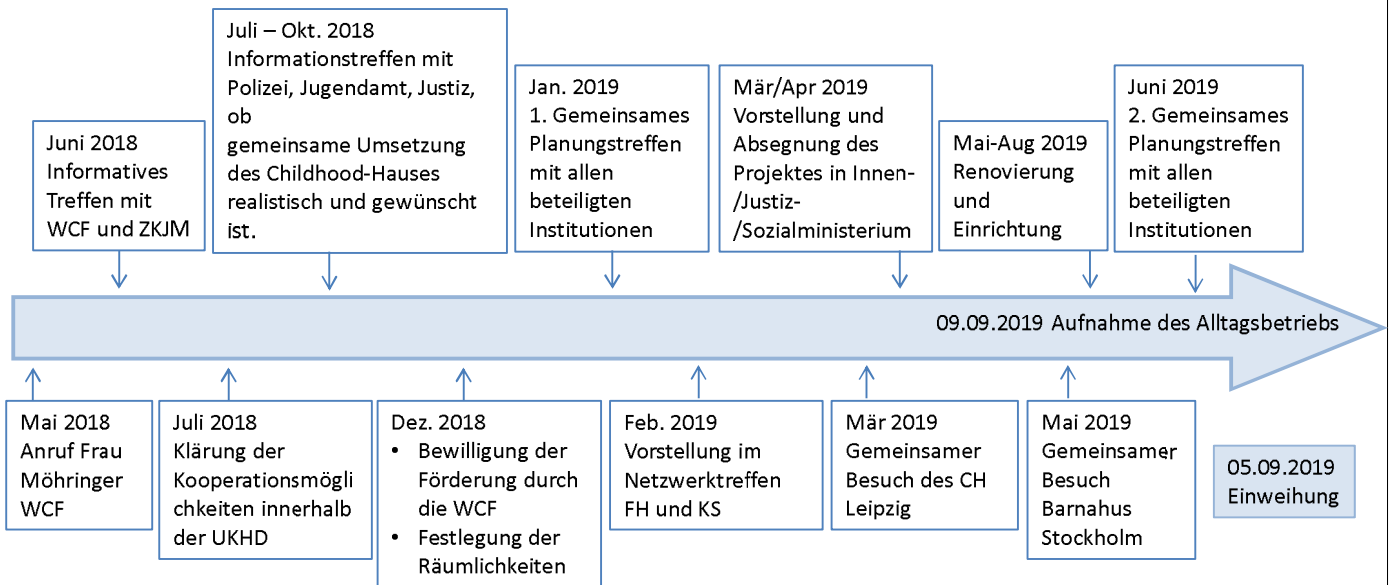 Juni 2018
Informatives
Treffen mit
WCF und ZKJM
Juli – Okt. 2018
Informationstreffen mit
Polizei, Jugendamt, Justiz,
ob
gemeinsame Umsetzung
des Childhood-Hauses
realistisch und gewünscht
ist.
Jan. 2019
1. Gemeinsames
Planungstreffen
mit allen
beteiligten
Institutionen
Mär/Apr 2019
Vorstellung und
Absegnung des
Projektes in Innen-
/Justiz-
/Sozialministerium
Mai-Aug 2019
Renovierung
und
Einrichtung
Juni 2019
2. Gemeinsames
Planungstreffen
mit allen
beteiligten
Institutionen
09.09.2019 Aufnahme des Alltagsbetriebs
Mai 2018
Anruf Frau
Möhringer
WCF
Juli 2018
Klärung der
Kooperationsmögli
chkeiten innerhalb
der UKHD
Dez. 2018
• Bewilligung der
Förderung durch
die WCF
• Festlegung der
Räumlichkeiten
Feb. 2019
Vorstellung im
Netzwerktreffen
FH und KS
Mär 2019
Gemeinsamer
Besuch des CH
Leipzig
Mai 2019
Gemeinsamer
Besuch
Barnahus
Stockholm
05.09.2019
Einweihung